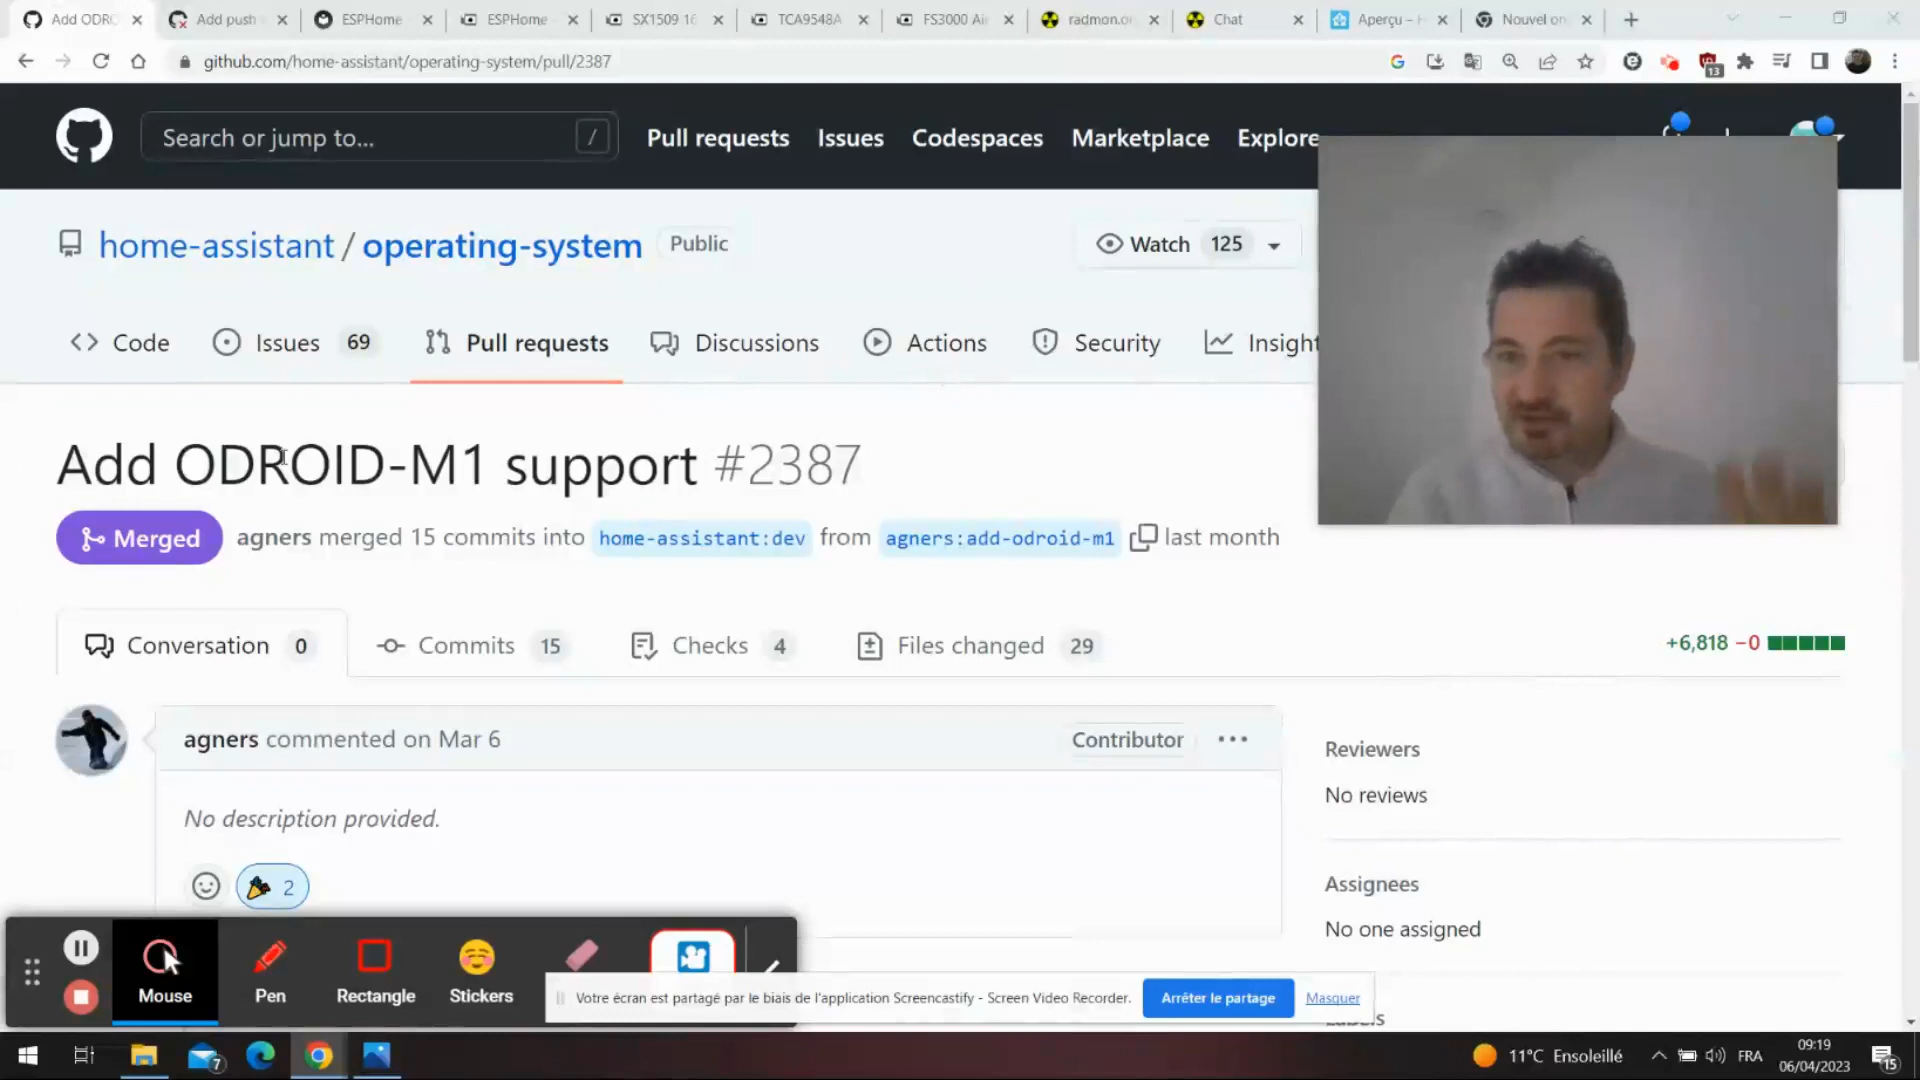 Add ODRC
Add push
ESPHome
ESPHome
SX1509 16
TCA9548A
FS3000 Air
radmon.or
Chat
Aperçu – H
Nouvel on
github.com/home-assistant/operating-system/pull/2387
13
Search or jump to...
/
Pull requests
Issues
Codespaces
Marketplace
Explore
home-assistant / operating-system
Public
Watch 125
Code
Issues 69
Pull requests
Discussions
Actions
Security
Insight
Add ODROID-M1 support #2387
Merged
agners merged 15 commits into home-assistant:dev from agners:add-odroid-m1 last month
Conversation 0
Commits 15
Checks 4
Files changed 29
+6,818 −0
agners commented on Mar 6
Contributor
No description provided.
2
Reviewers
No reviews
Assignees
No one assigned
Labels
Mouse
Pen
Rectangle
Stickers
Votre écran est partagé par le biais de l'application Screencastify - Screen Video Recorder.
Arrêter le partage
Masquer
7
11°C Ensoleillé
FRA
09:19
06/04/2023
15